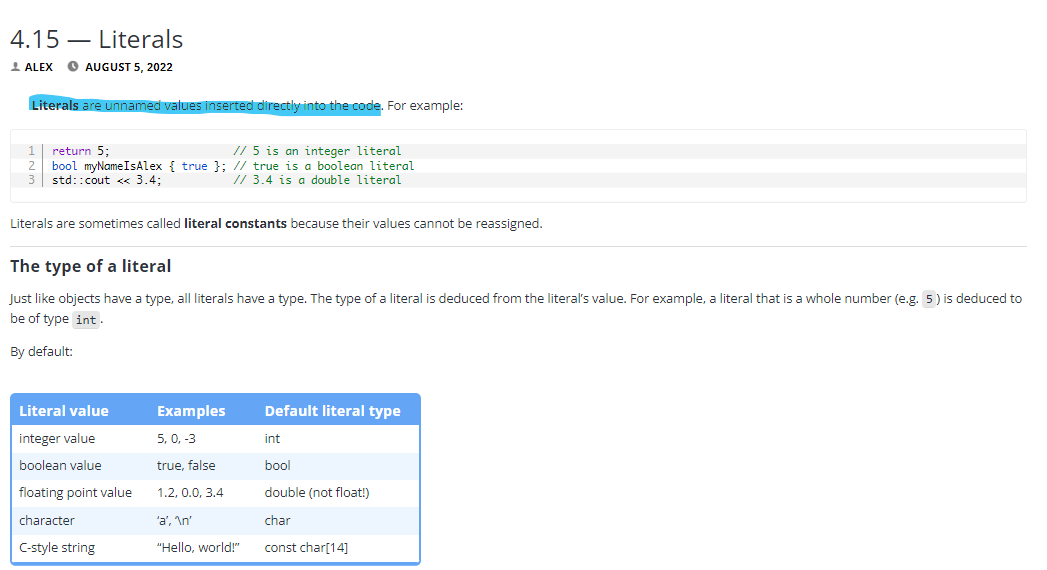 4.15 — Literals
ALEX AUGUST 5, 2022
Literals are unnamed values inserted directly into the code. For example:
1 return 5; // 5 is an integer literal
2 bool myNameIsAlex { true }; // true is a boolean literal
3 std::cout << 3.4; // 3.4 is a double literal
Literals are sometimes called literal constants because their values cannot be reassigned.
The type of a literal
Just like objects have a type, all literals have a type. The type of a literal is deduced from the literal’s value. For example, a literal that is a whole number (e.g. 5) is deduced to
be of type int.
By default:
Literal value Examples Default literal type
integer value 5, 0, -3 int
boolean value true, false bool
floating point value 1.2, 0.0, 3.4 double (not float!)
character ‘a’, ‘\n’ char
C-style string “Hello, world!” const char[14]